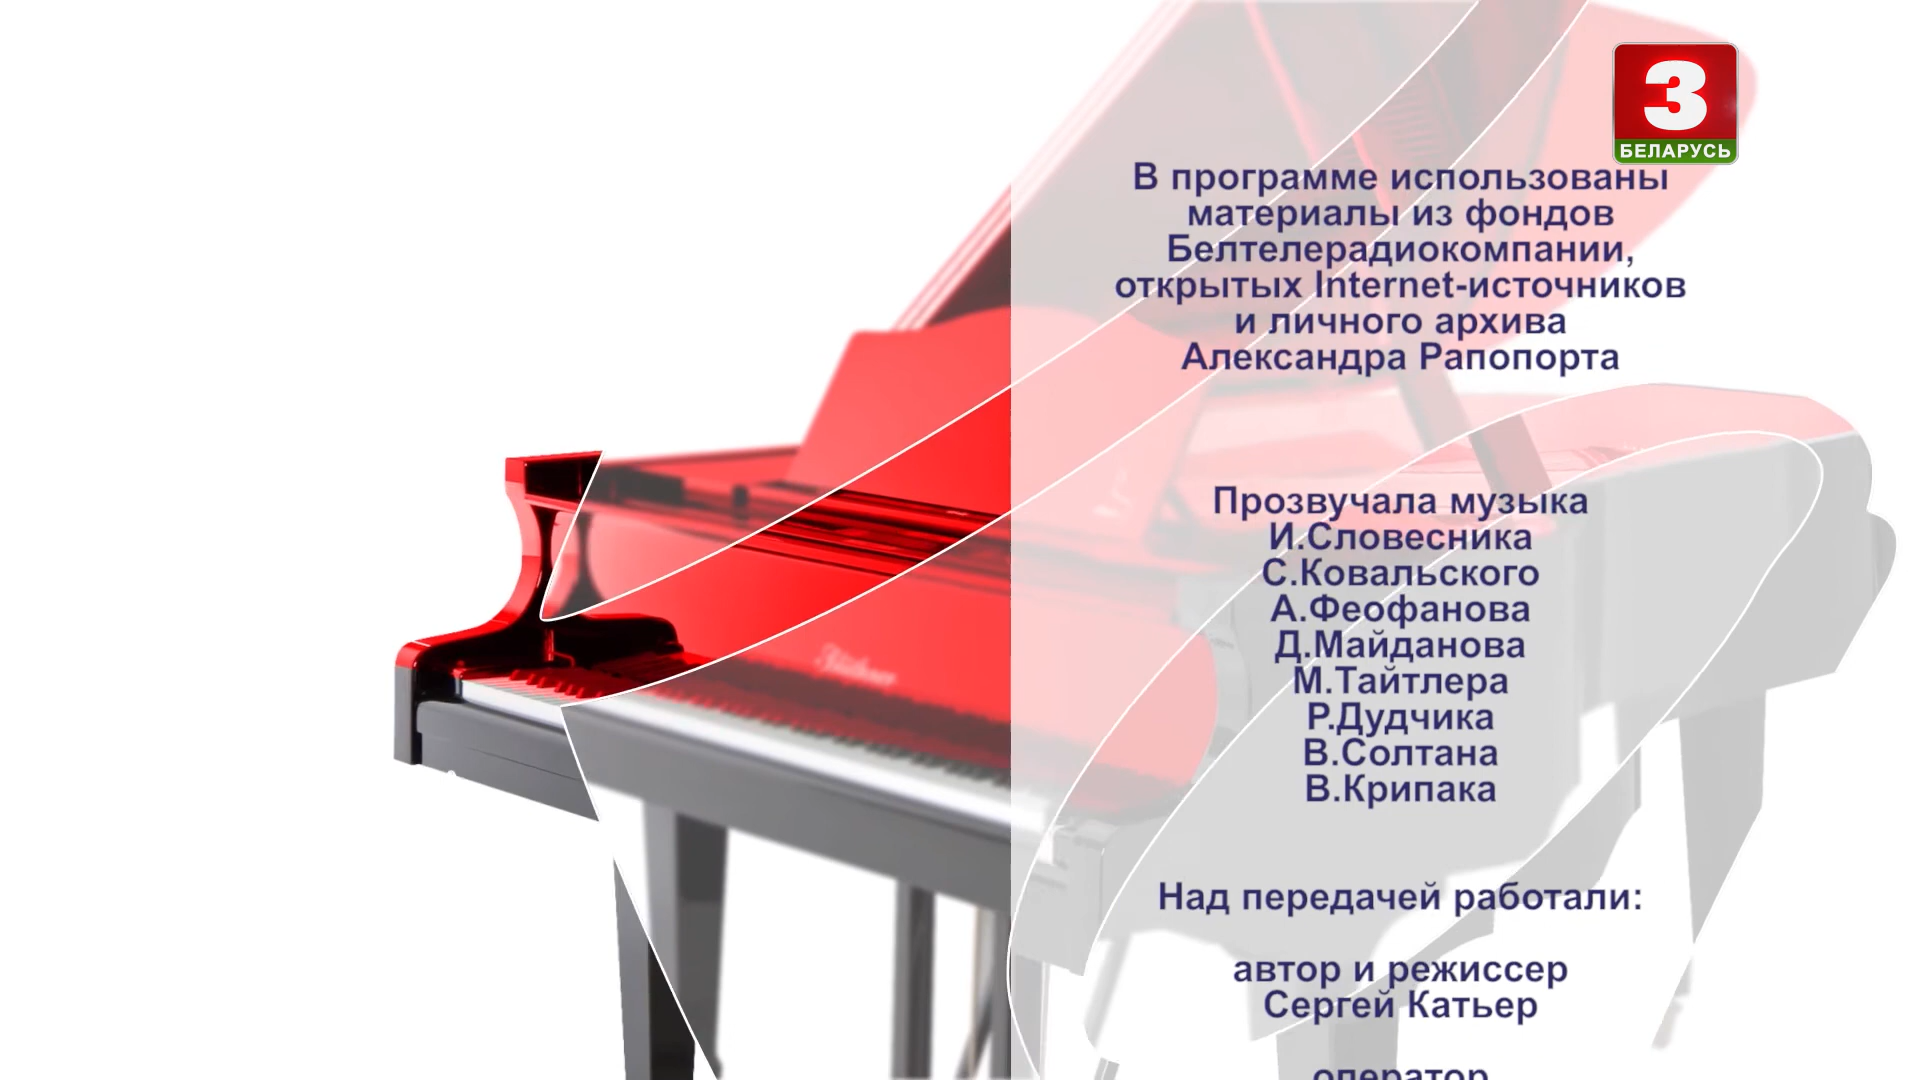 3
БЕЛАРУСЬ
В программе использованы
материалы из фондов
Белтелерадиокомпании,
открытых Internet-источников
и личного архива
Александра Рапопорта
Прозвучала музыка
И.Словесника
С.Ковальского
А.Феофанова
Д.Майданова
М.Тайтлера
Р.Дудчика
В.Солтана
В.Крипака
Над передачей работали:
автор и режиссер
Сергей Катьер
оператор